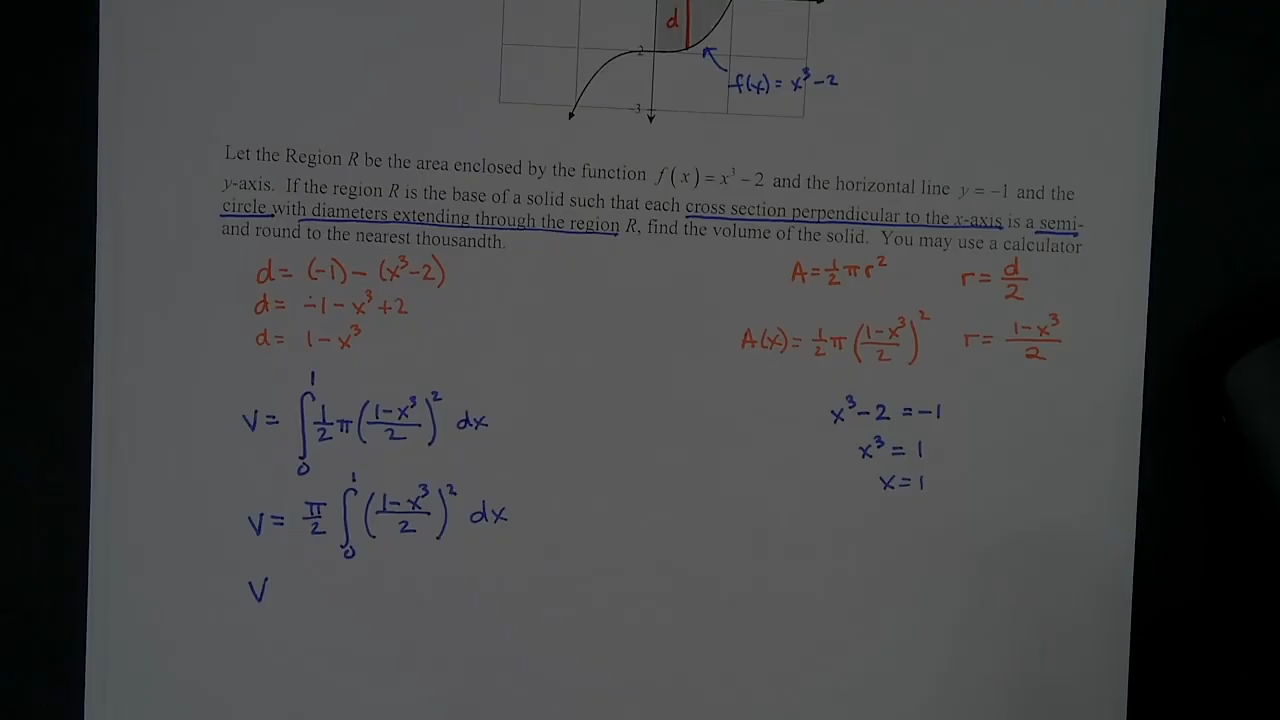 d
-2
f(x) = x³ - 2
-3
Let the Region R be the area enclosed by the function f(x) = x³ - 2 and the horizontal line y = -1 and the
y-axis. If the region R is the base of a solid such that each cross section perpendicular to the x-axis is a semi-
circle with diameters extending through the region R, find the volume of the solid. You may use a calculator
and round to the nearest thousandth.
d = (-1) - (x³-2)
A = ½ π r²
r = d/2
d = -1 - x³ + 2
d = 1 - x³
A(x) = ½ π ((1-x³)/2)²
r = (1-x³)/2
V = ∫₀¹ ½ π ((1-x³)/2)² dx
x³ - 2 = -1
x³ = 1
x = 1
V = π/2 ∫₀¹ ((1-x³)/2)² dx
V